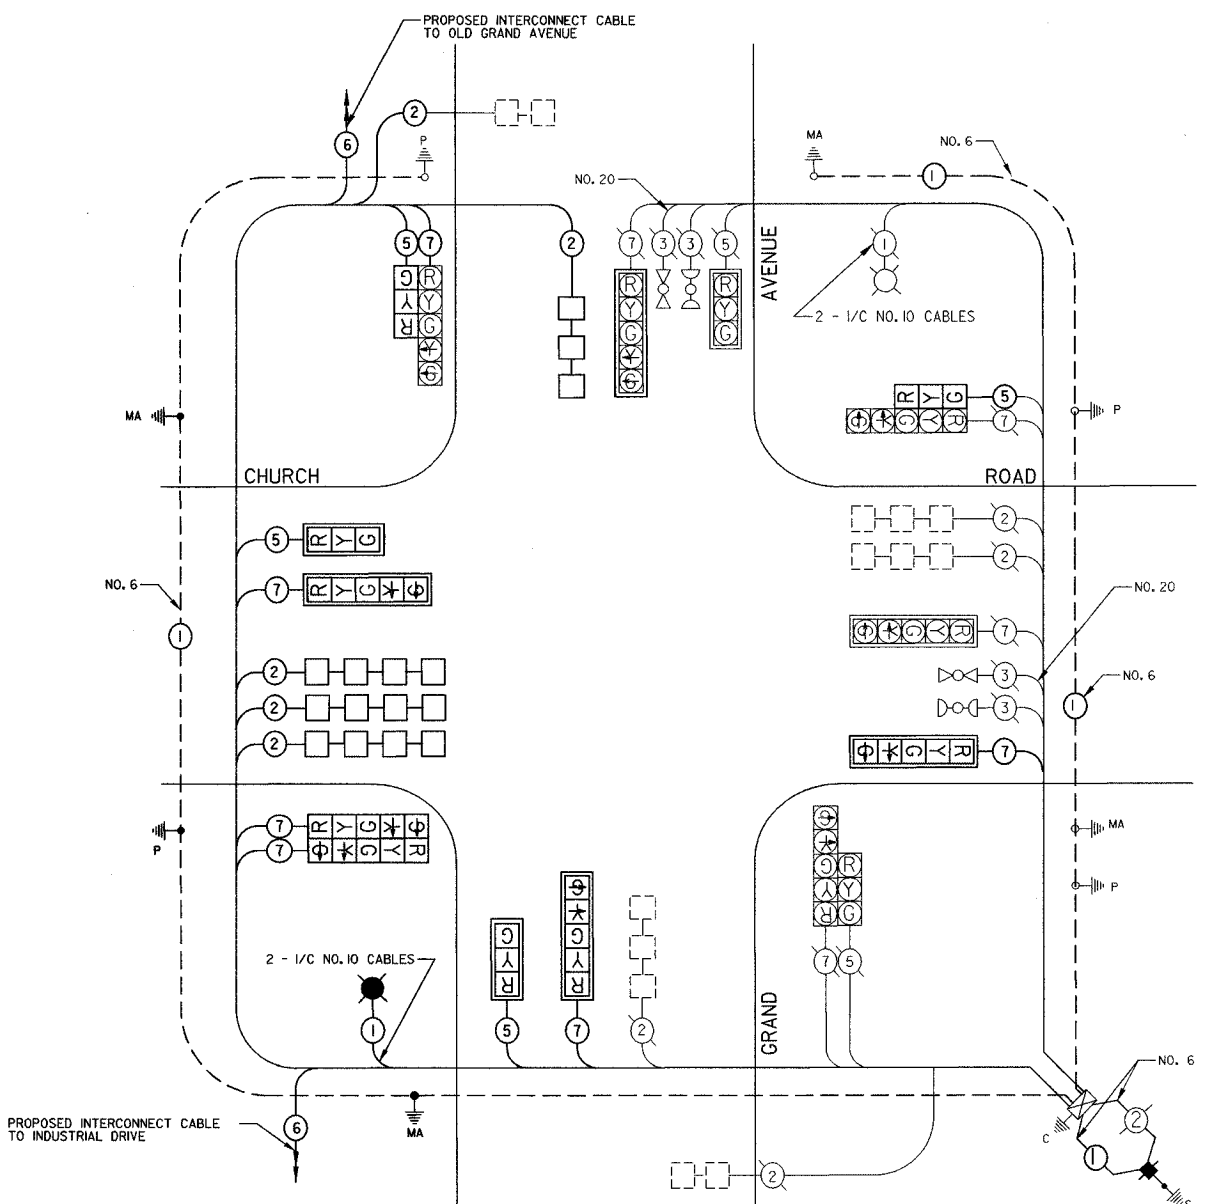 PROPOSED INTERCONNECT CABLE
TO OLD GRAND AVENUE
2
6
P
MA
NO. 6
1
NO. 20
5 7
2
7 3 3 5
1
G Y R
R Y G Y G
R Y G Y G
R Y G
AVENUE
2 - 1/C NO. 10 CABLES
MA
P
R Y G
5
G Y G Y R
7
CHURCH
ROAD
5
R Y G
2
2
NO. 6
7
R Y G Y G
NO. 20
1
G Y G Y R
7
3
NO. 6
2
3
1
2
2
G Y G Y R
7
7
R Y G Y G
P
7
G Y G Y R
G Y G Y R
R Y G
MA
P
G Y R
G Y G Y R
2 - 1/C NO. 10 CABLES
7 5
1
5
7
2
GRAND
NO. 6
PROPOSED INTERCONNECT CABLE
TO INDUSTRIAL DRIVE
6
MA
C
2
1
2
S